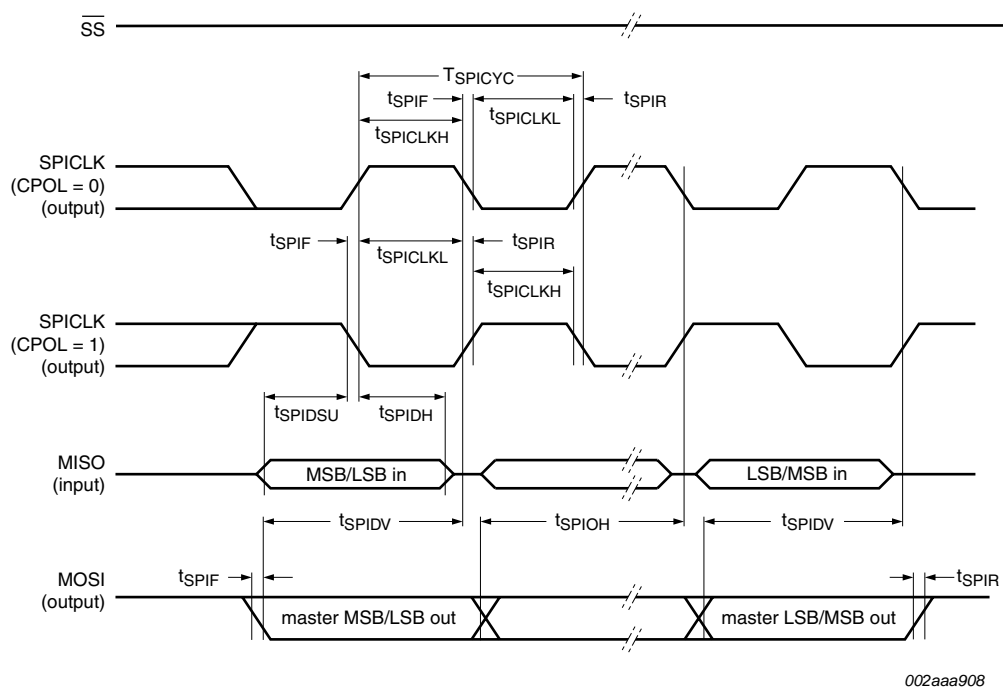 SS
TSPICYC
tSPIF
tSPICLKL
tSPIR
tSPICLKH
SPICLK
(CPOL = 0)
(output)
tSPIF
tSPICLKL
tSPIR
tSPICLKH
SPICLK
(CPOL = 1)
(output)
tSPIDSU
tSPIDH
MISO
(input)
MSB/LSB in
LSB/MSB in
tSPIDV
tSPIOH
tSPIDV
MOSI
(output)
tSPIF
tSPIR
master MSB/LSB out
master LSB/MSB out
002aaa908